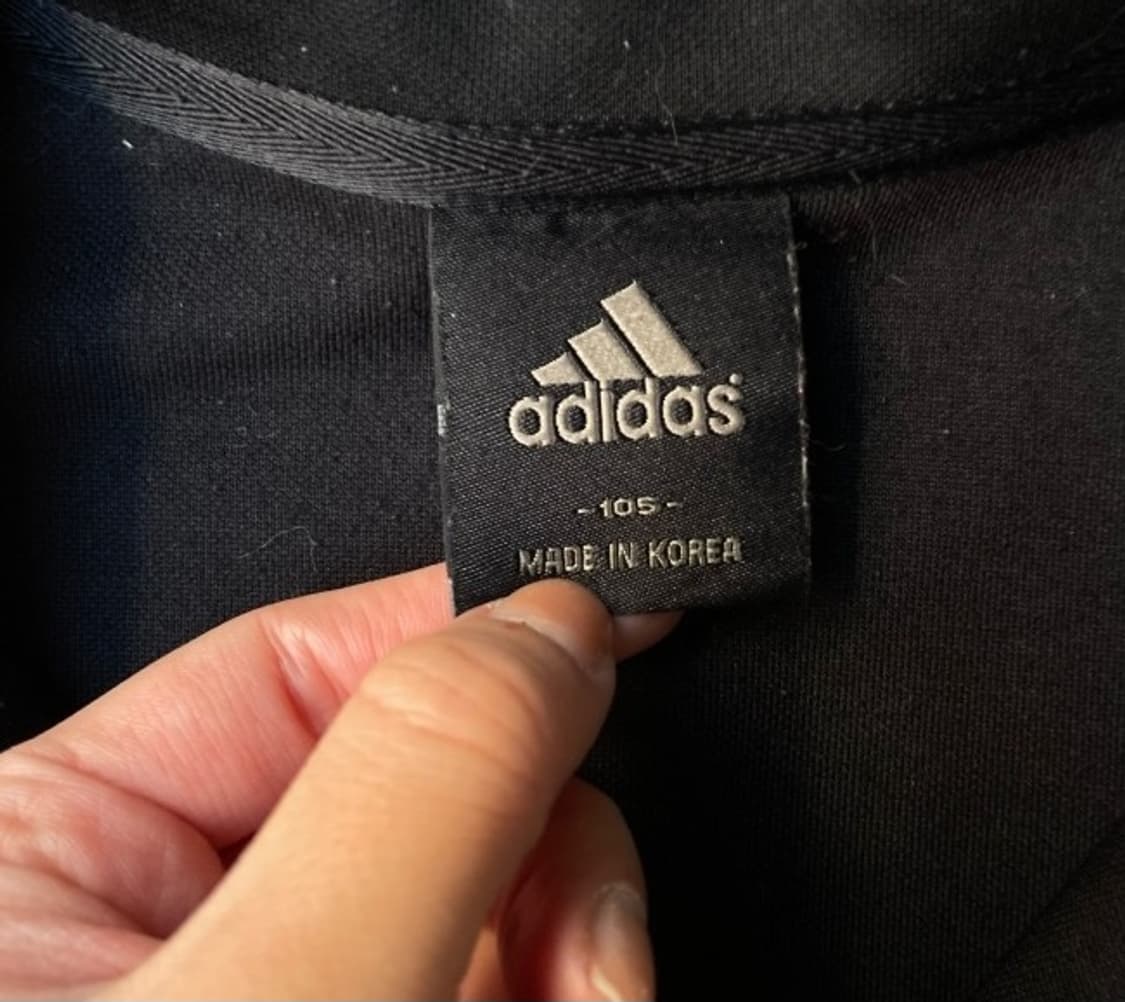 adidas
- 105 -
MADE IN KOREA